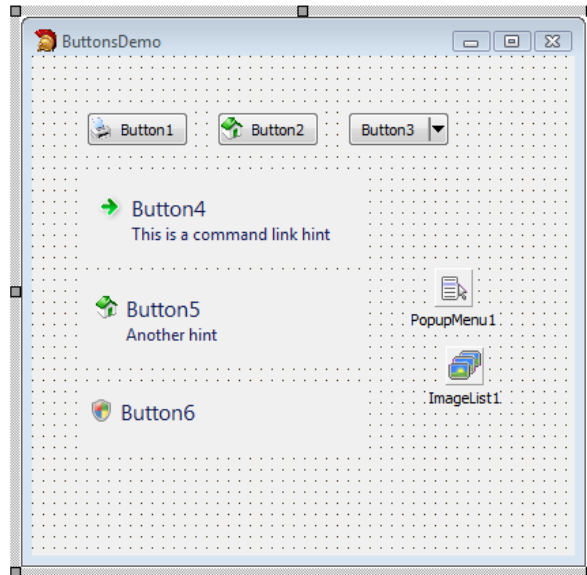 ButtonsDemo
Button1
Button2
Button3
Button4
This is a command link hint
Button5
Another hint
PopupMenu1
ImageList1
Button6